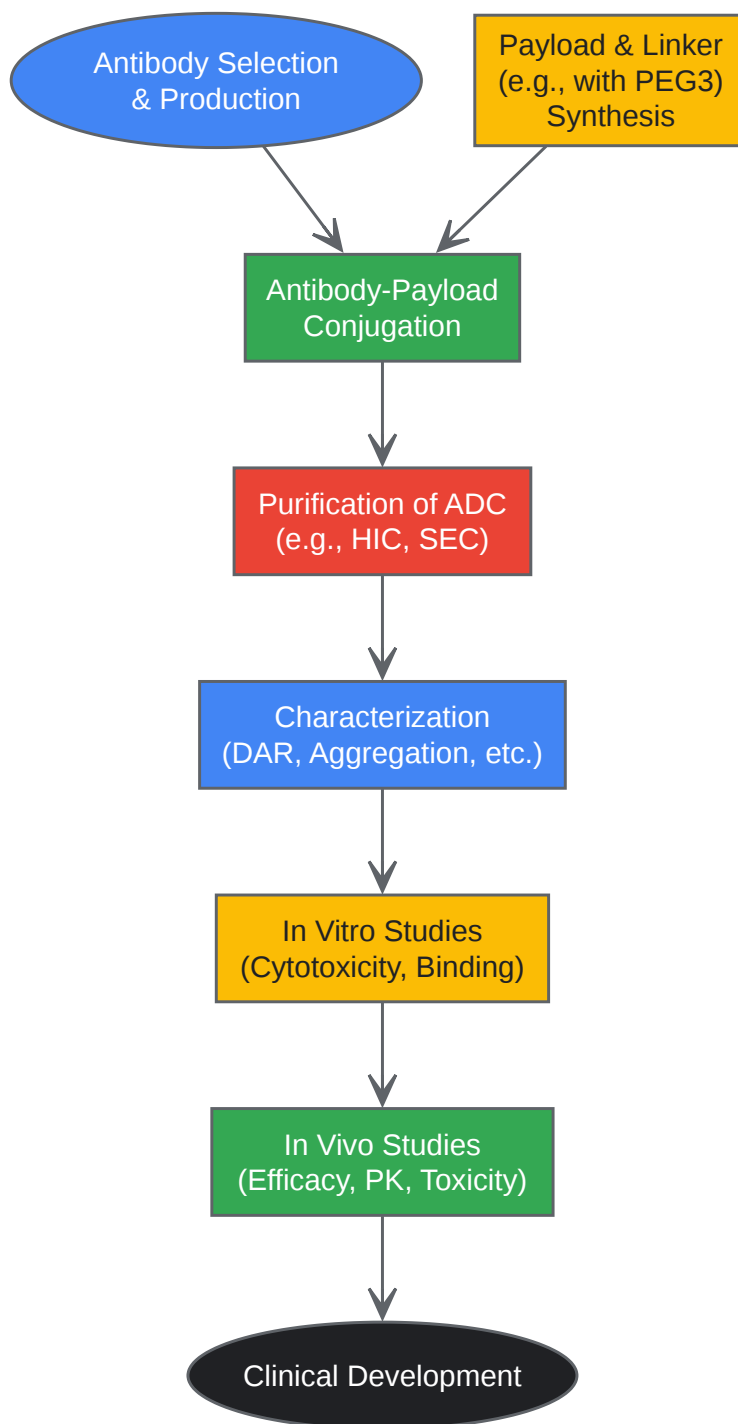 Antibody Selection
& Production
Payload & Linker
(e.g., with PEG3)
Synthesis
Antibody-Payload
Conjugation
Purification of ADC
(e.g., HIC, SEC)
Characterization
(DAR, Aggregation, etc.)
In Vitro Studies
(Cytotoxicity, Binding)
In Vivo Studies
(Efficacy, PK, Toxicity)
Clinical Development